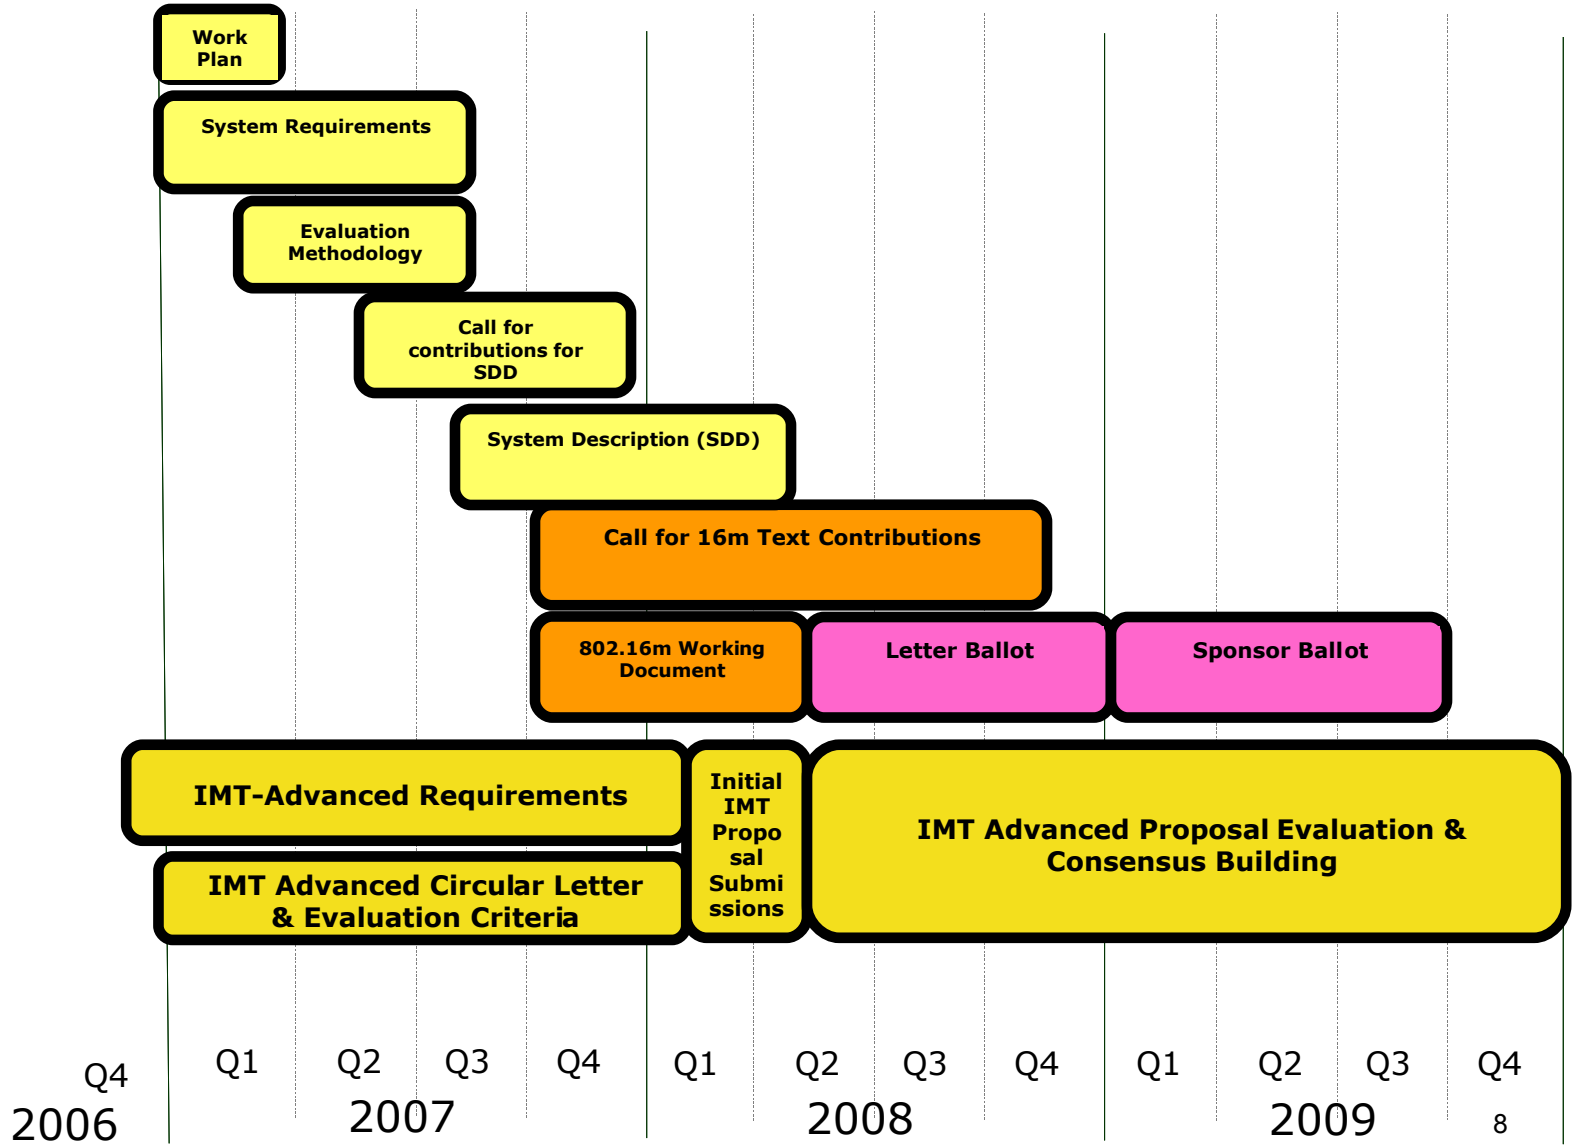 Work
Plan
System Requirements
Evaluation
Methodology
Call for
contributions for
SDD
System Description (SDD)
Call for 16m Text Contributions
802.16m Working
Document
Letter Ballot
Sponsor Ballot
IMT-Advanced Requirements
IMT Advanced Circular Letter
& Evaluation Criteria
Initial
IMT
Propo
sal
Submi
ssions
IMT Advanced Proposal Evaluation &
Consensus Building
Q4 Q1 Q2 Q3 Q4 Q1 Q2 Q3 Q4 Q1 Q2 Q3 Q4
2006 2007 2008 2009 8